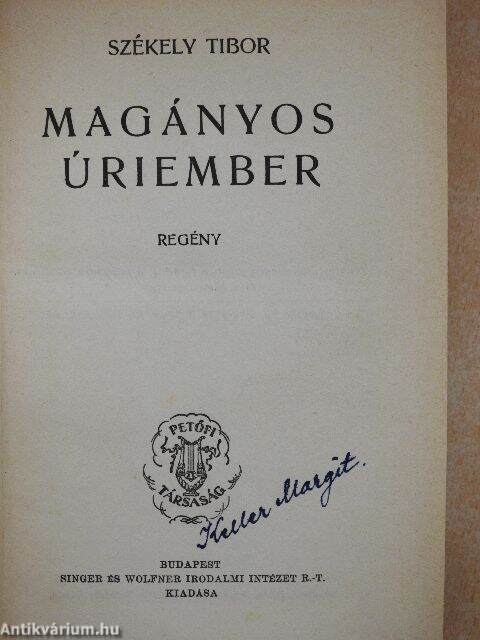 SZÉKELY TIBOR
MAGÁNYOS
ÚRIEMBER
REGÉNY
PETŐFI
TÁRSASÁG
Keller Margit.
BUDAPEST
SINGER ÉS WOLFNER IRODALMI INTÉZET R.-T.
KIADÁSA
Antikvárium.hu